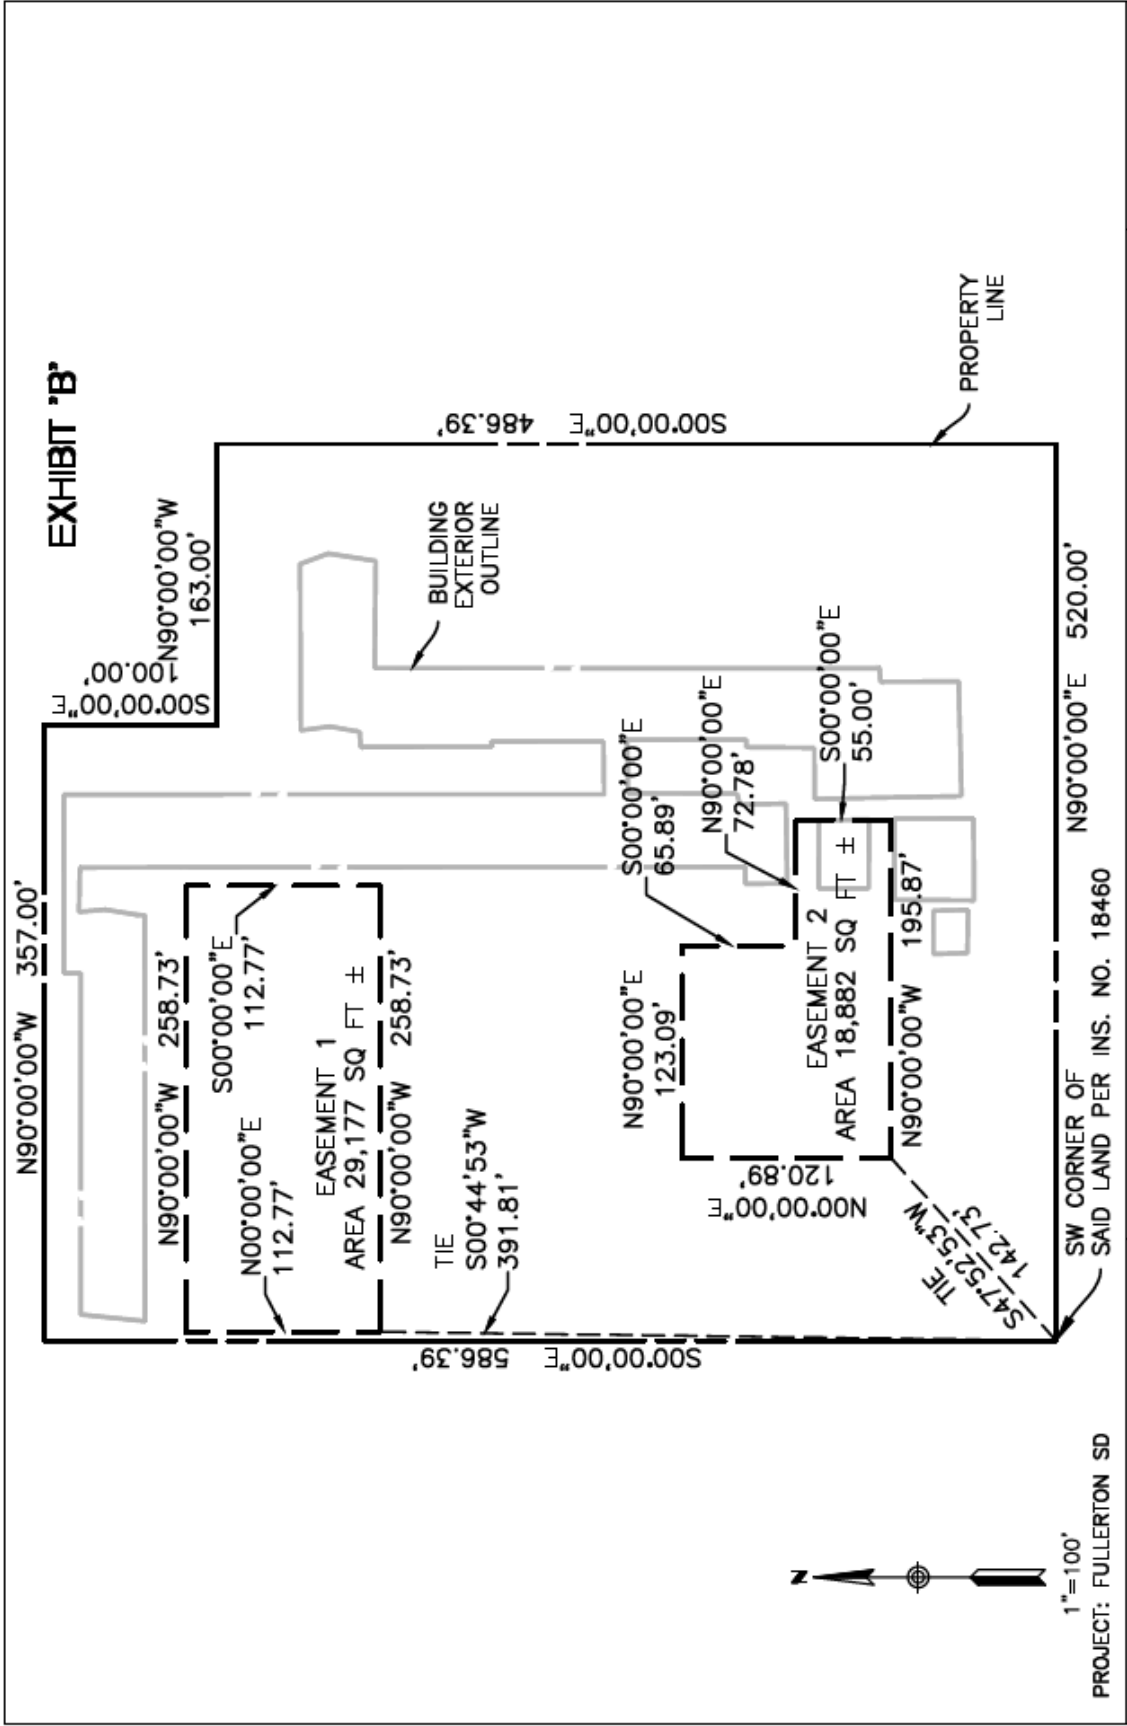 EXHIBIT "B"
N90°00'00"W 357.00'
S00°00'00"E
100.00'
N90°00'00"W
163.00'
S00°00'00"E
486.39'
N90°00'00"W 258.73'
S00°00'00"E
112.77'
N00°00'00"E
112.77'
EASEMENT 1
AREA 29,177 SQ FT ±
N90°00'00"W 258.73'
BUILDING
EXTERIOR
OUTLINE
TIE
S00°44'53"W
391.81'
S00°00'00"E 586.39'
N90°00'00"E
123.09'
S00°00'00"E
65.89'
N90°00'00"E
72.78'
S00°00'00"E
55.00'
N00°00'00"E
120.89'
EASEMENT 2
AREA 18,882 SQ FT ±
N90°00'00"W 195.87'
TIE
S47°52'53"W
142.73'
PROPERTY
LINE
N90°00'00"E 520.00'
SW CORNER OF
SAID LAND PER INS. NO. 18460
N
1"=100'
PROJECT: FULLERTON SD